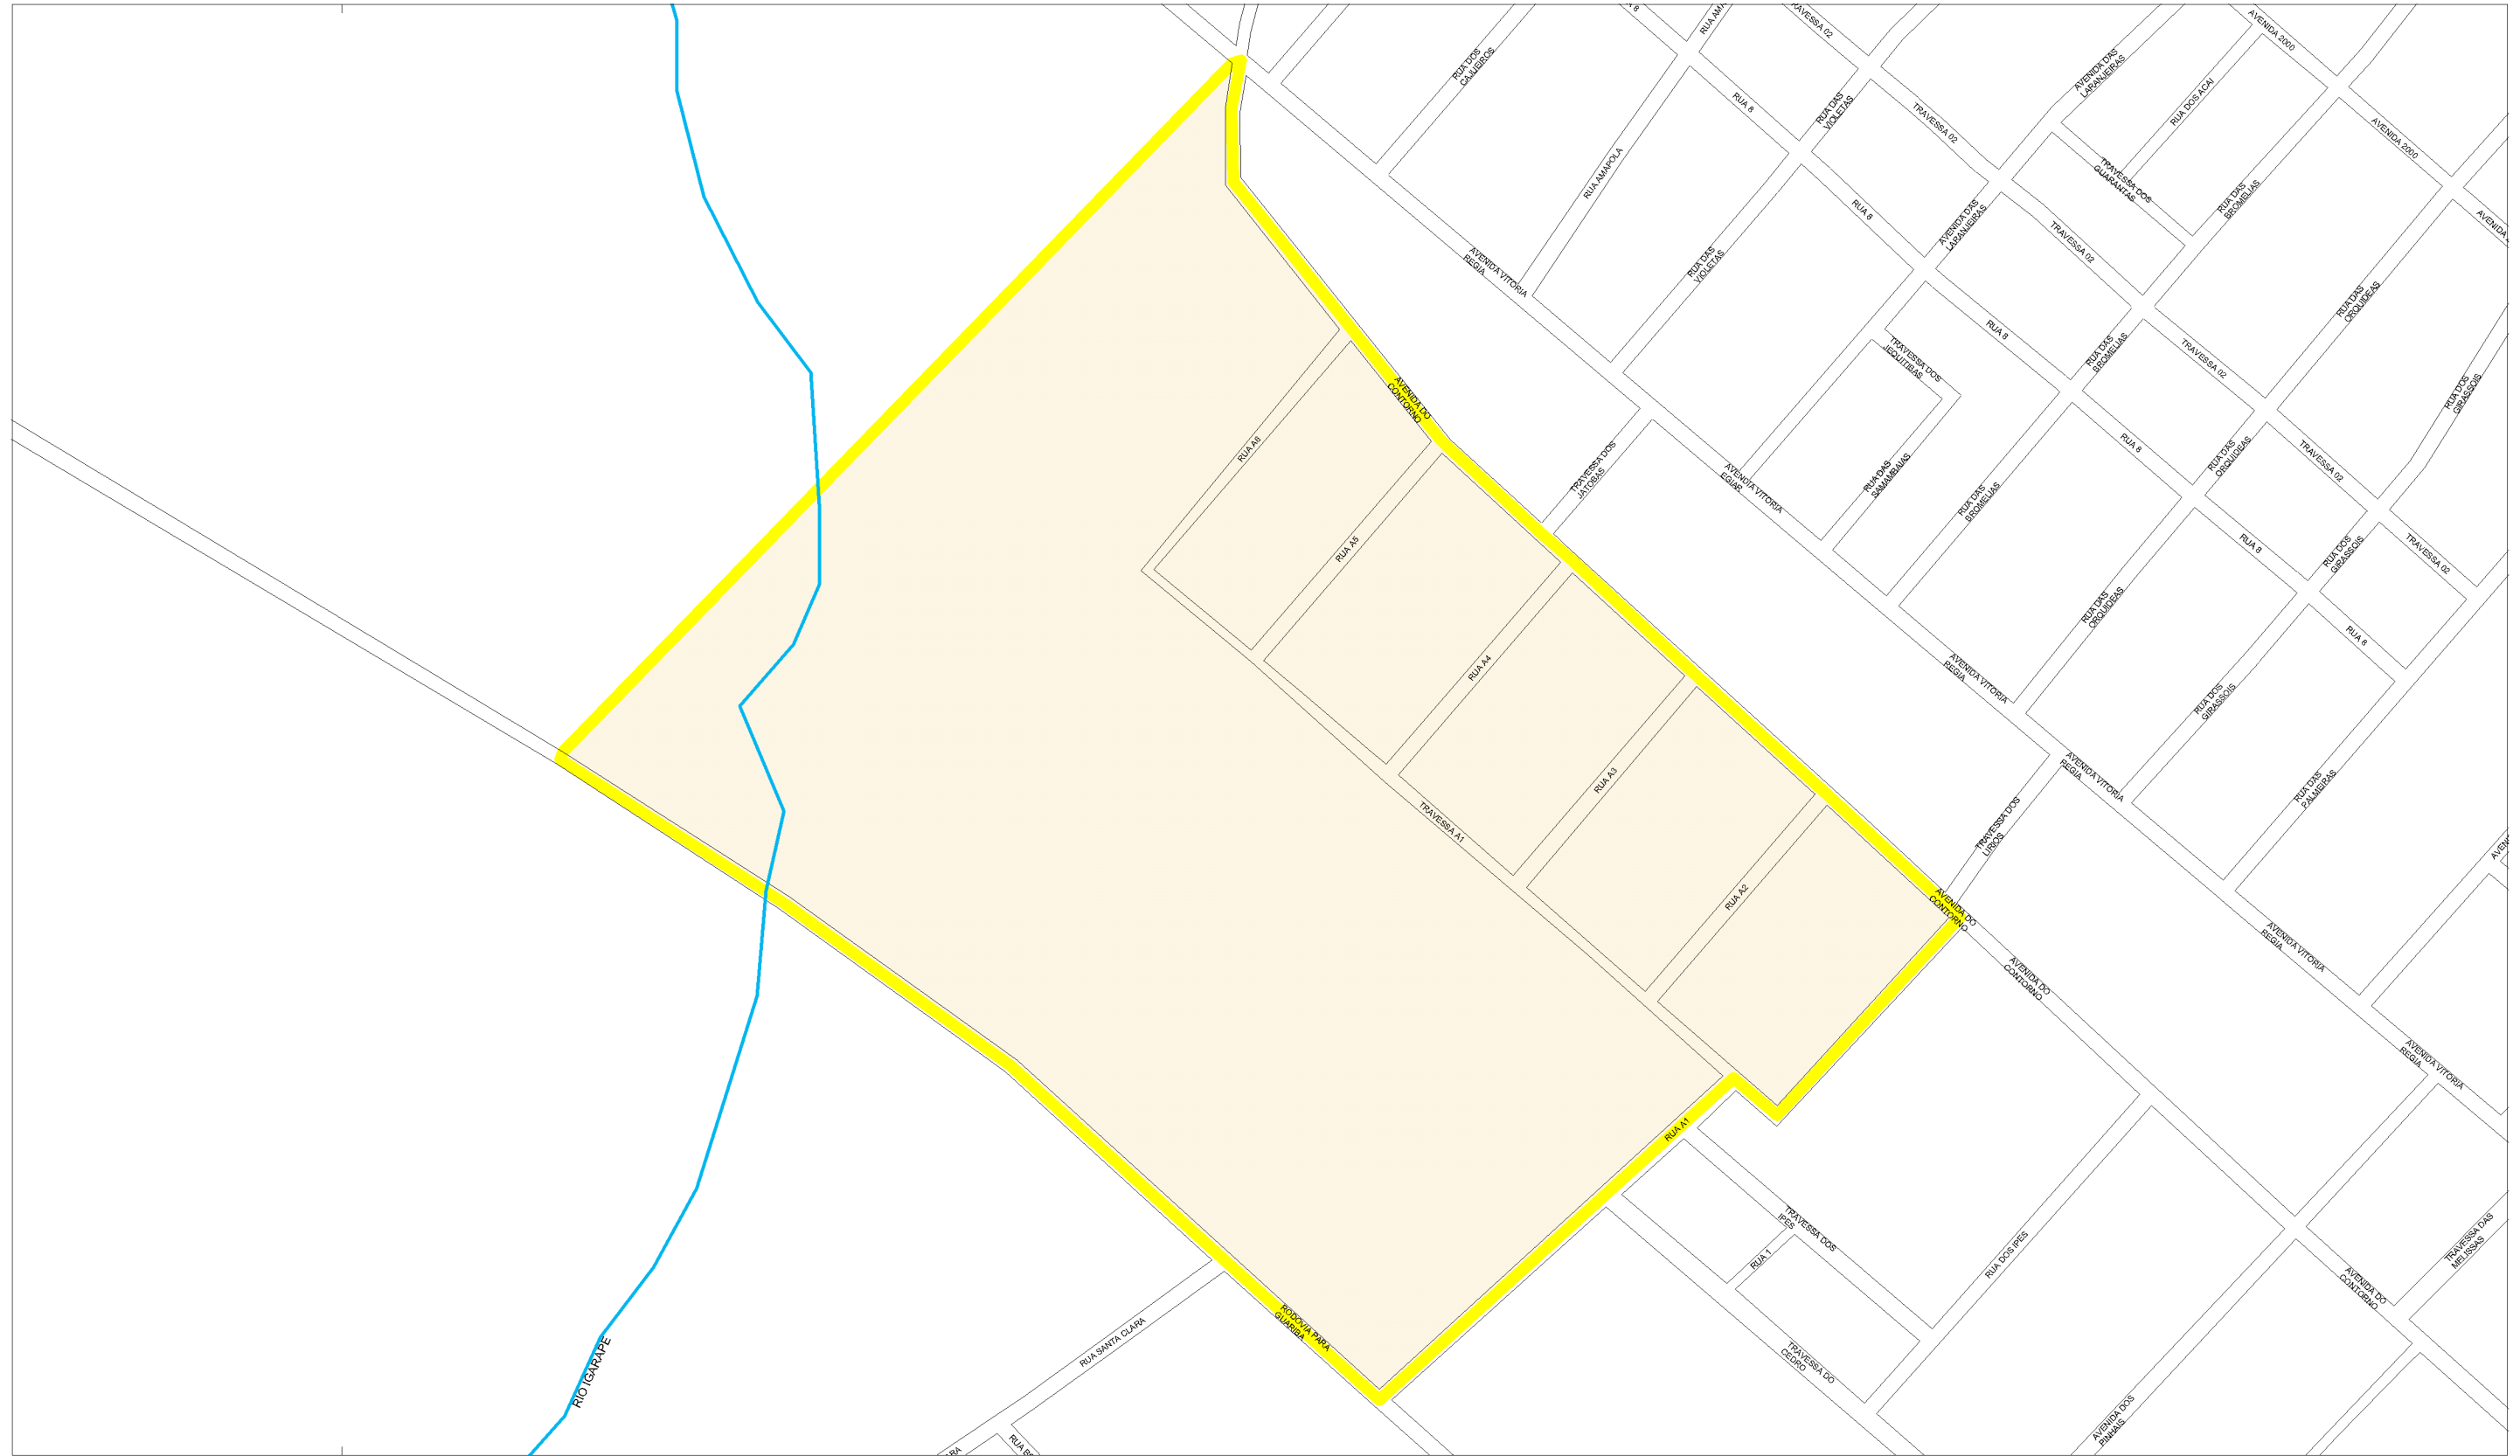 RUA 8
TRAVESSA 02
AVENIDA 2000
RUA DOS
CAJUEIROS
AVENIDA DAS
LARANJEIRAS
RUA DOS ACAI
RUA 8
RUA DAS
VIOLETAS
TRAVESSA 02
AVENIDA 2000
RUA AMAPOLA
TRAVESSA DOS
GUARANTAS
RUA DAS
BROMELIAS
RUA 8
AVENIDA DAS
LARANJEIRAS
TRAVESSA 02
AVENIDA
AVENIDA VITORIA
REGIA
RUA DAS
VIOLETAS
RUA DAS
ORQUIDEAS
RUA 8
TRAVESSA DOS
JEQUITIBAS
RUA DAS
BROMELIAS
TRAVESSA 02
AVENIDA DO
CONTORNO
RUA DOS
GIRASSOIS
RUA A6
RUA 8
RUA DAS
ORQUIDEAS
TRAVESSA 02
TRAVESSA DOS
JATOBAS
AVENDIA VITORIA
EGIAR
RUA DAS
SAMAMBAIAS
RUA DAS
BROMELIAS
RUA A5
RUA 8
RUA DOS
GIRASSOIS
TRAVESSA 02
RUA DAS
ORQUIDEAS
RUA 8
RUA A4
AVENIDA VITORIA
REGIA
RUA DOS
GIRASSOIS
RUA A3
AVENIDA VITORIA
REGIA
RUA DAS
PALMEIRAS
TRAVESSA A1
TRAVESSA DOS
LIRIOS
RUA A2
AVENIDA DO
CONTORNO
AVENIDA VITORIA
REGIA
AVENIDA DO
CONTORNO
AVENIDA VITORIA
REGIA
RUA A1
TRAVESSA DOS
IPES
RUA 1
RUA DOS IPES
TRAVESSA DAS
MELISSAS
AVENIDA DO
CONTORNO
RODOVIA PARA
GUARIBA
RUA SANTA CLARA
TRAVESSA DO
CEDRO
RIO IGARAPE
AVENIDA DOS
PINHAIS